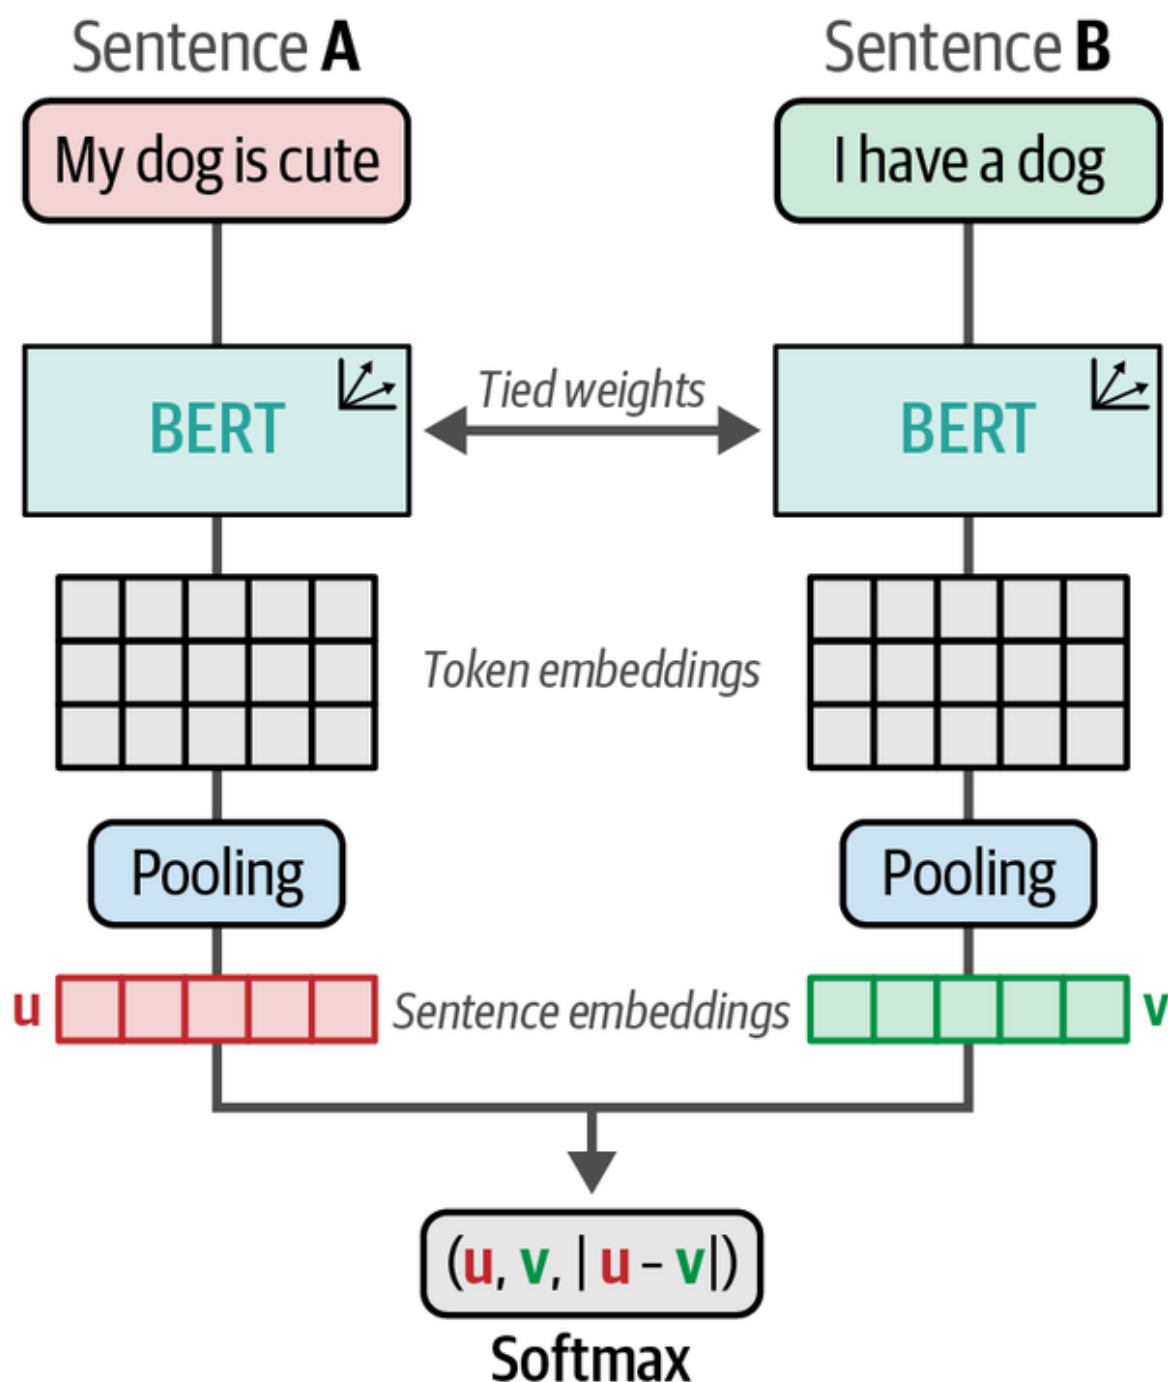 Sentence A
Sentence B
My dog is cute
I have a dog
BERT
Tied weights
BERT
Token embeddings
Pooling
Pooling
u
Sentence embeddings
v
(u, v, | u – v|)
Softmax